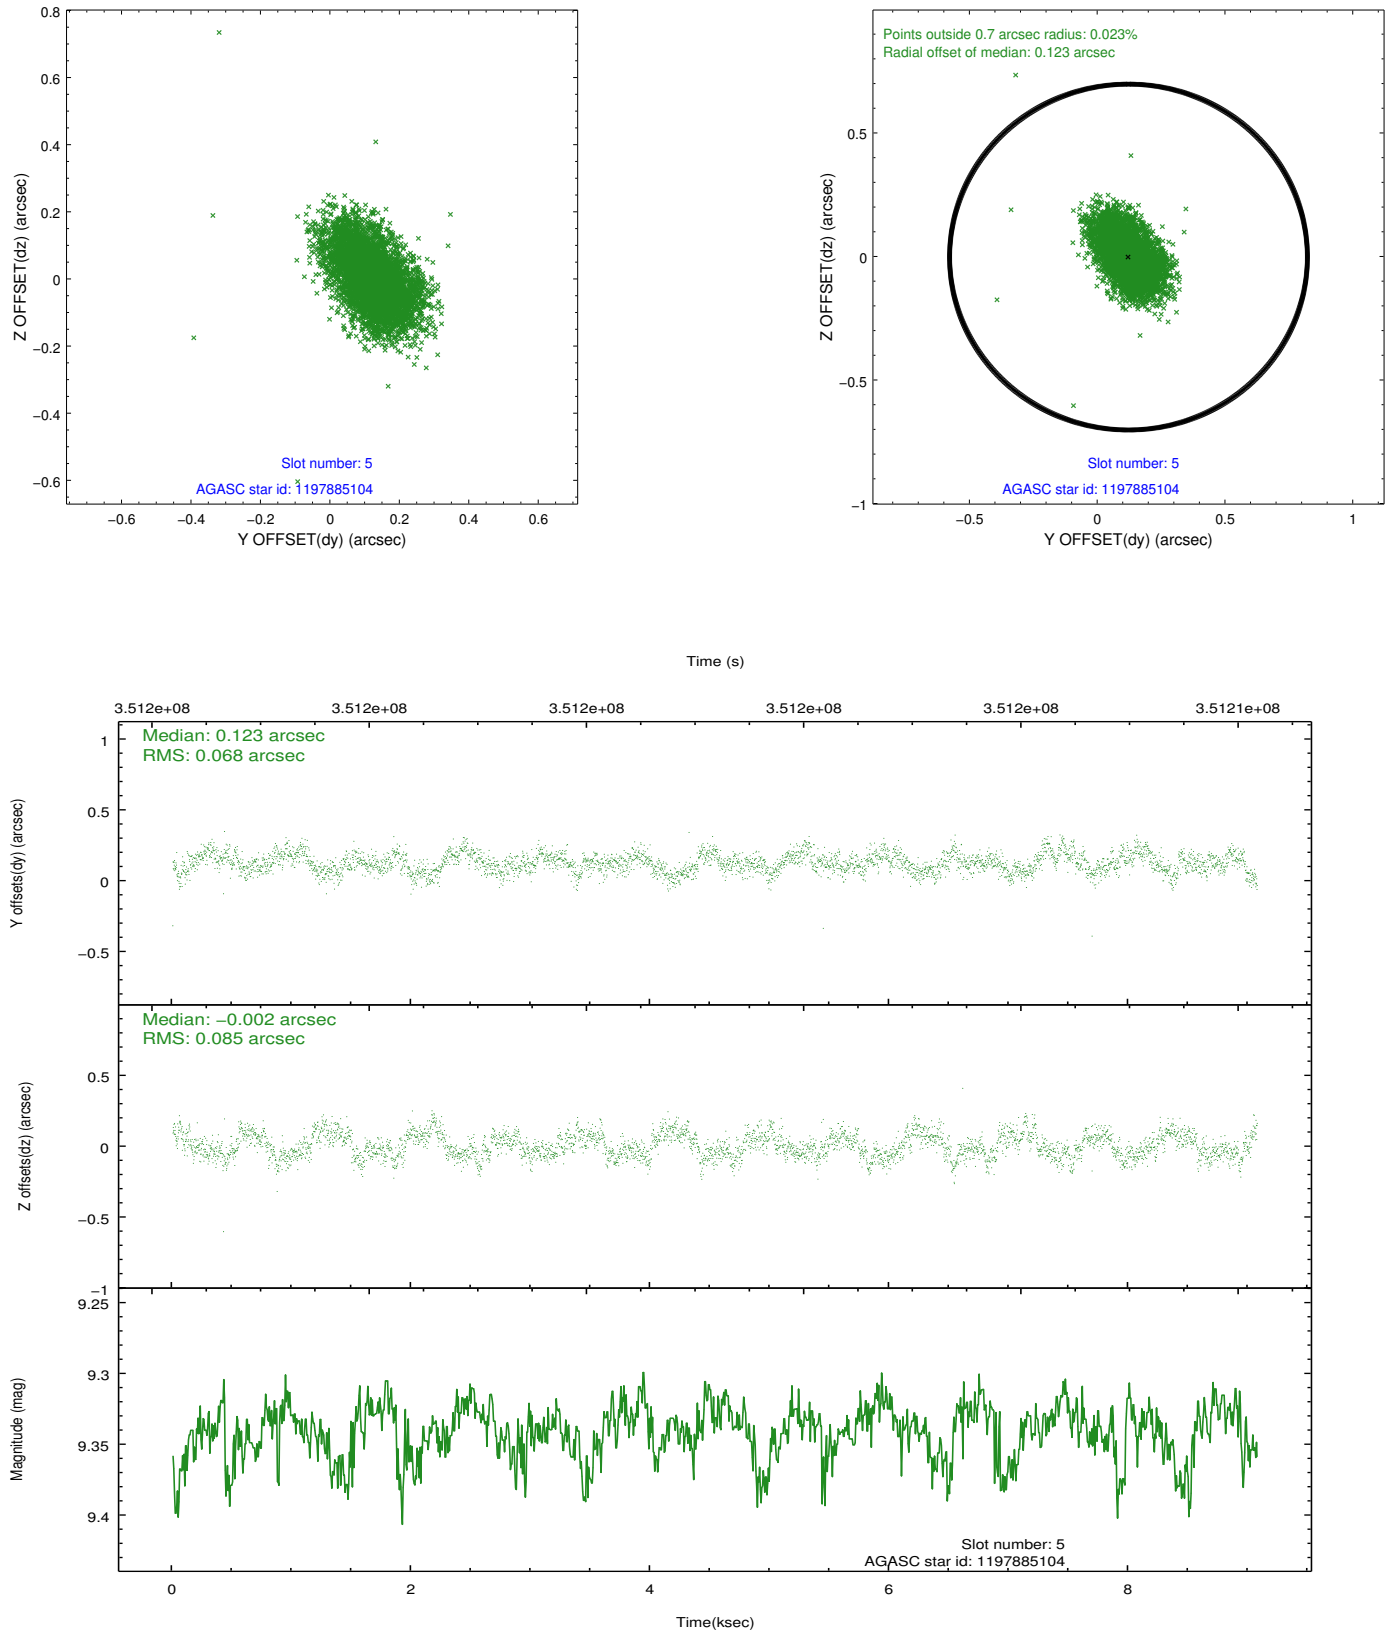 0.8
0.6
0.4
0.2
0
−0.2
−0.4
−0.6
Z OFFSET(dz) (arcsec)
Slot number: 5
AGASC star id: 1197885104
−0.6 −0.4 −0.2 0 0.2 0.4 0.6
Y OFFSET(dy) (arcsec)
Points outside 0.7 arcsec radius: 0.023%
Radial offset of median: 0.123 arcsec
0.5
0
−0.5
−1
Z OFFSET(dz) (arcsec)
Slot number: 5
AGASC star id: 1197885104
−0.5 0 0.5 1
Y OFFSET(dy) (arcsec)
Time (s)
3.512e+08 3.512e+08 3.512e+08 3.512e+08 3.512e+08 3.5121e+08
Median: 0.123 arcsec
RMS: 0.068 arcsec
1
0.5
0
−0.5
Y offsets(dy) (arcsec)
Median: −0.002 arcsec
RMS: 0.085 arcsec
0.5
0
−0.5
−1
Z offsets(dz) (arcsec)
9.25
9.3
9.35
9.4
Magnitude (mag)
Slot number: 5
AGASC star id: 1197885104
0 2 4 6 8
Time(ksec)